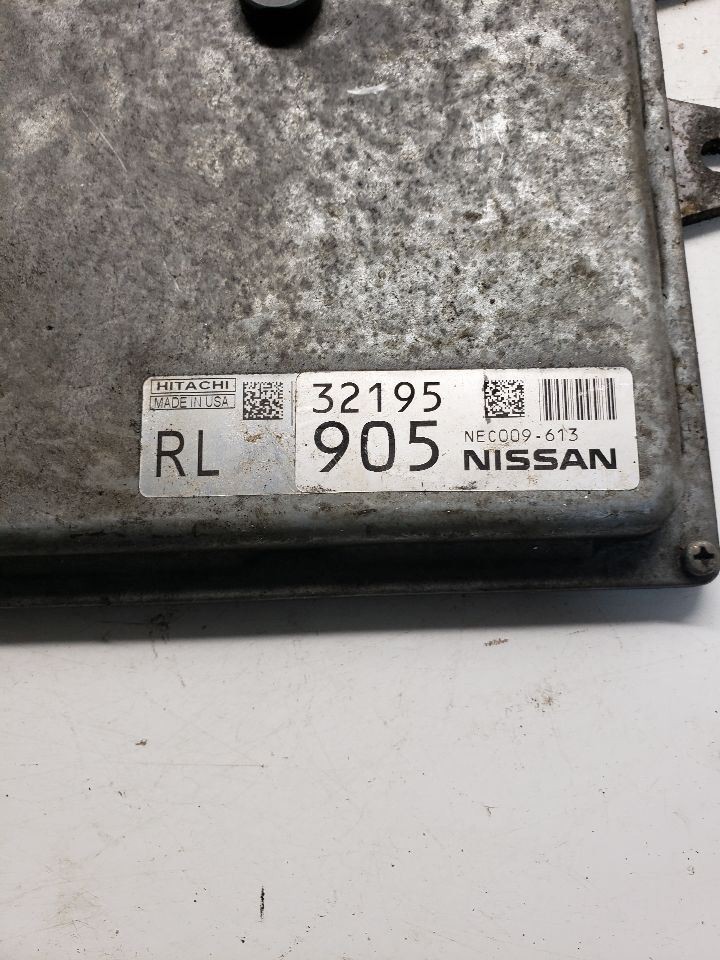 HITACHI
MADE IN USA
RL
32195
905
NEC009-613
NISSAN